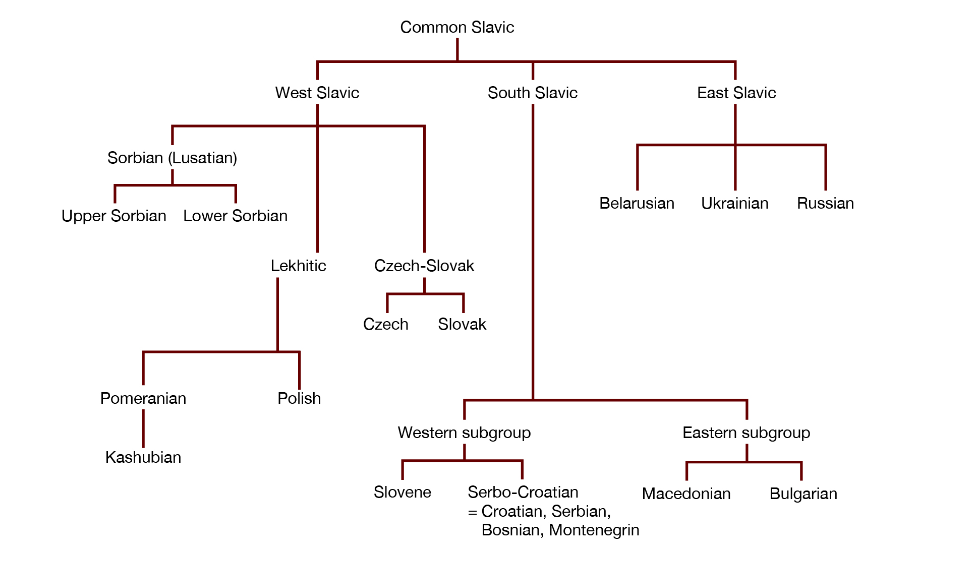 Common Slavic
West Slavic
South Slavic
East Slavic
Sorbian (Lusatian)
Upper Sorbian
Lower Sorbian
Belarusian
Ukrainian
Russian
Lekhitic
Czech-Slovak
Czech
Slovak
Pomeranian
Polish
Kashubian
Western subgroup
Eastern subgroup
Slovene
Serbo-Croatian
= Croatian, Serbian,
Bosnian, Montenegrin
Macedonian
Bulgarian